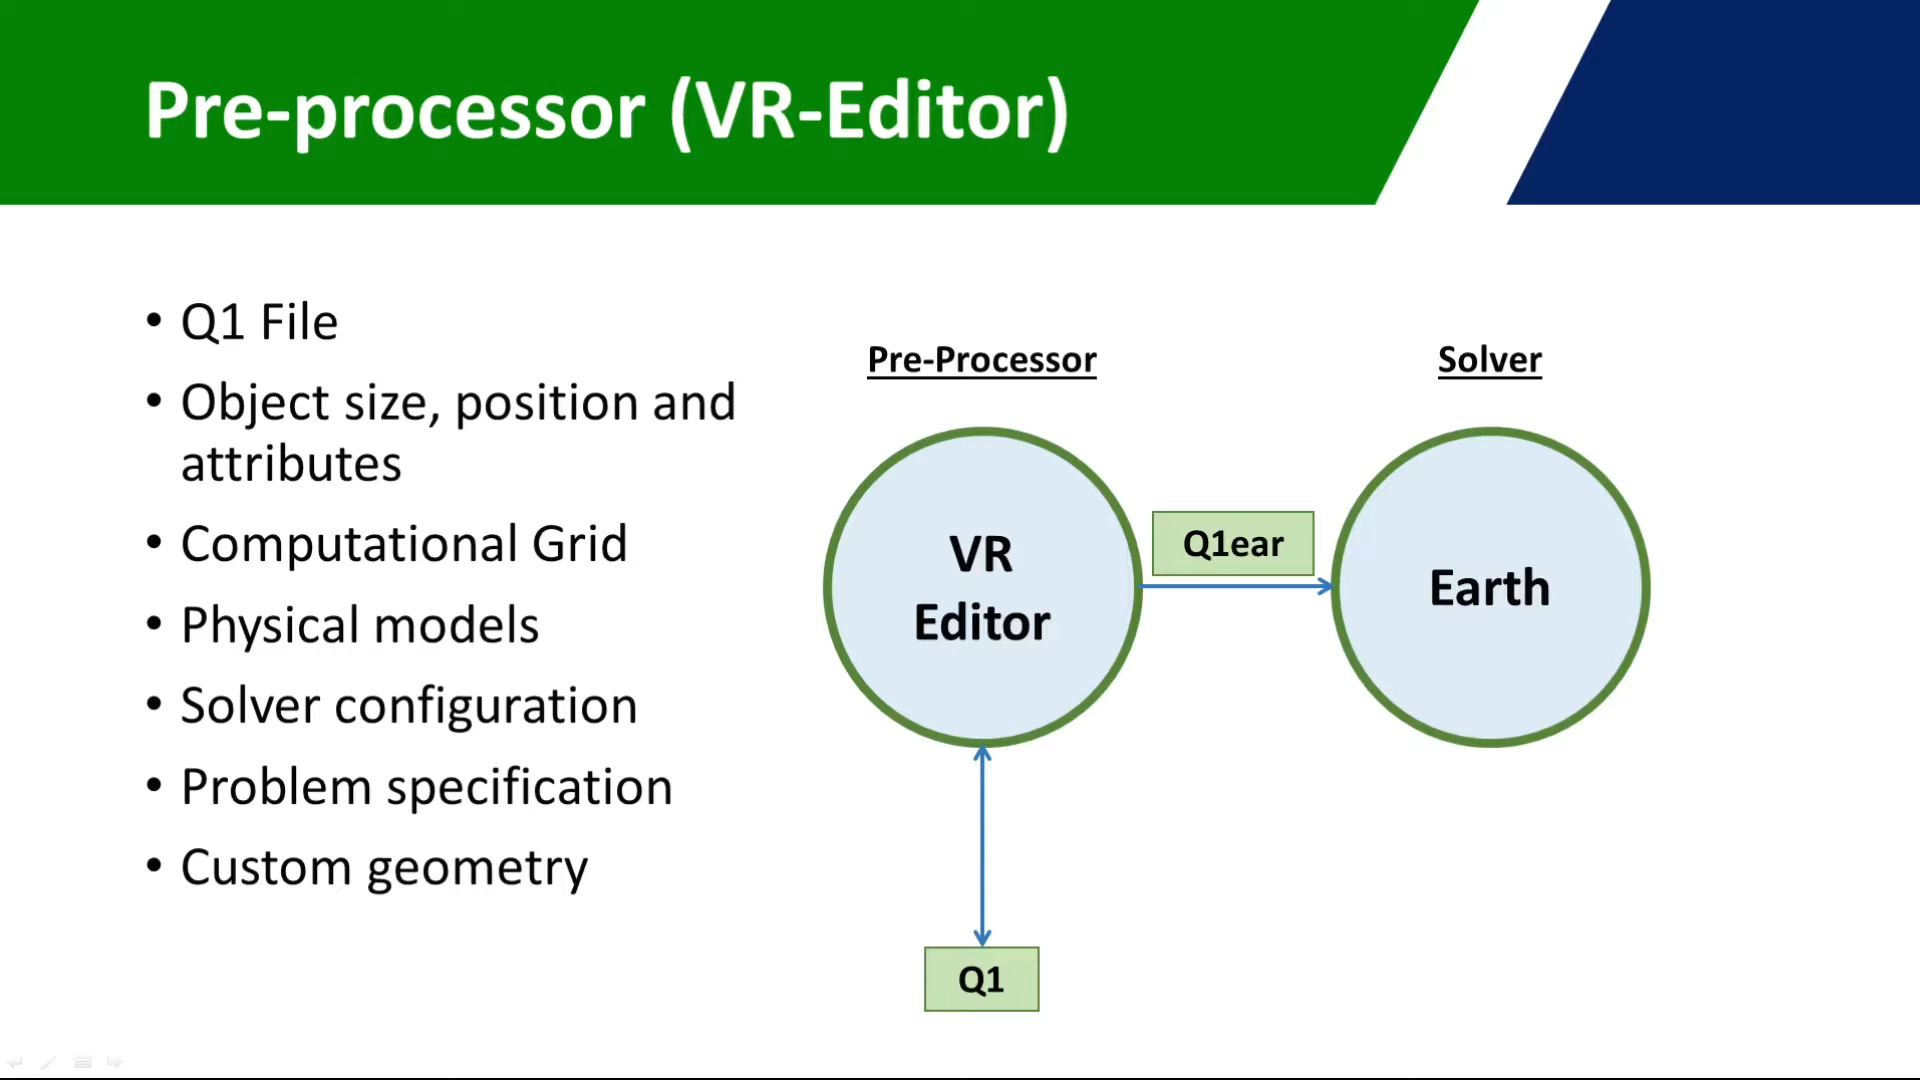 Pre-processor (VR-Editor)
• Q1 File
• Object size, position and
attributes
• Computational Grid
• Physical models
• Solver configuration
• Problem specification
• Custom geometry
Pre-Processor
Solver
VR
Editor
Q1ear
Earth
Q1